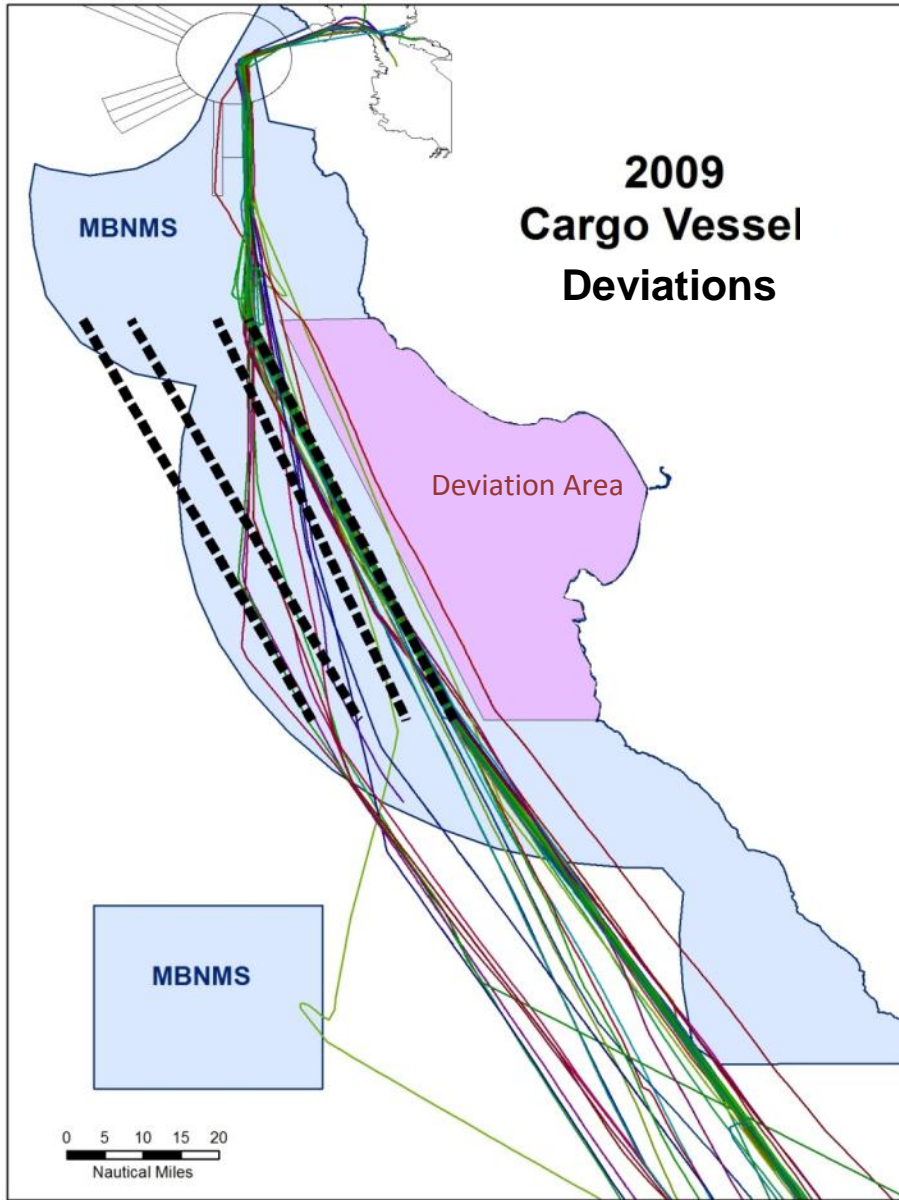 2009
Cargo Vessel
Deviations
MBNMS
Deviation Area
MBNMS
0 5 10 15 20
Nautical Miles